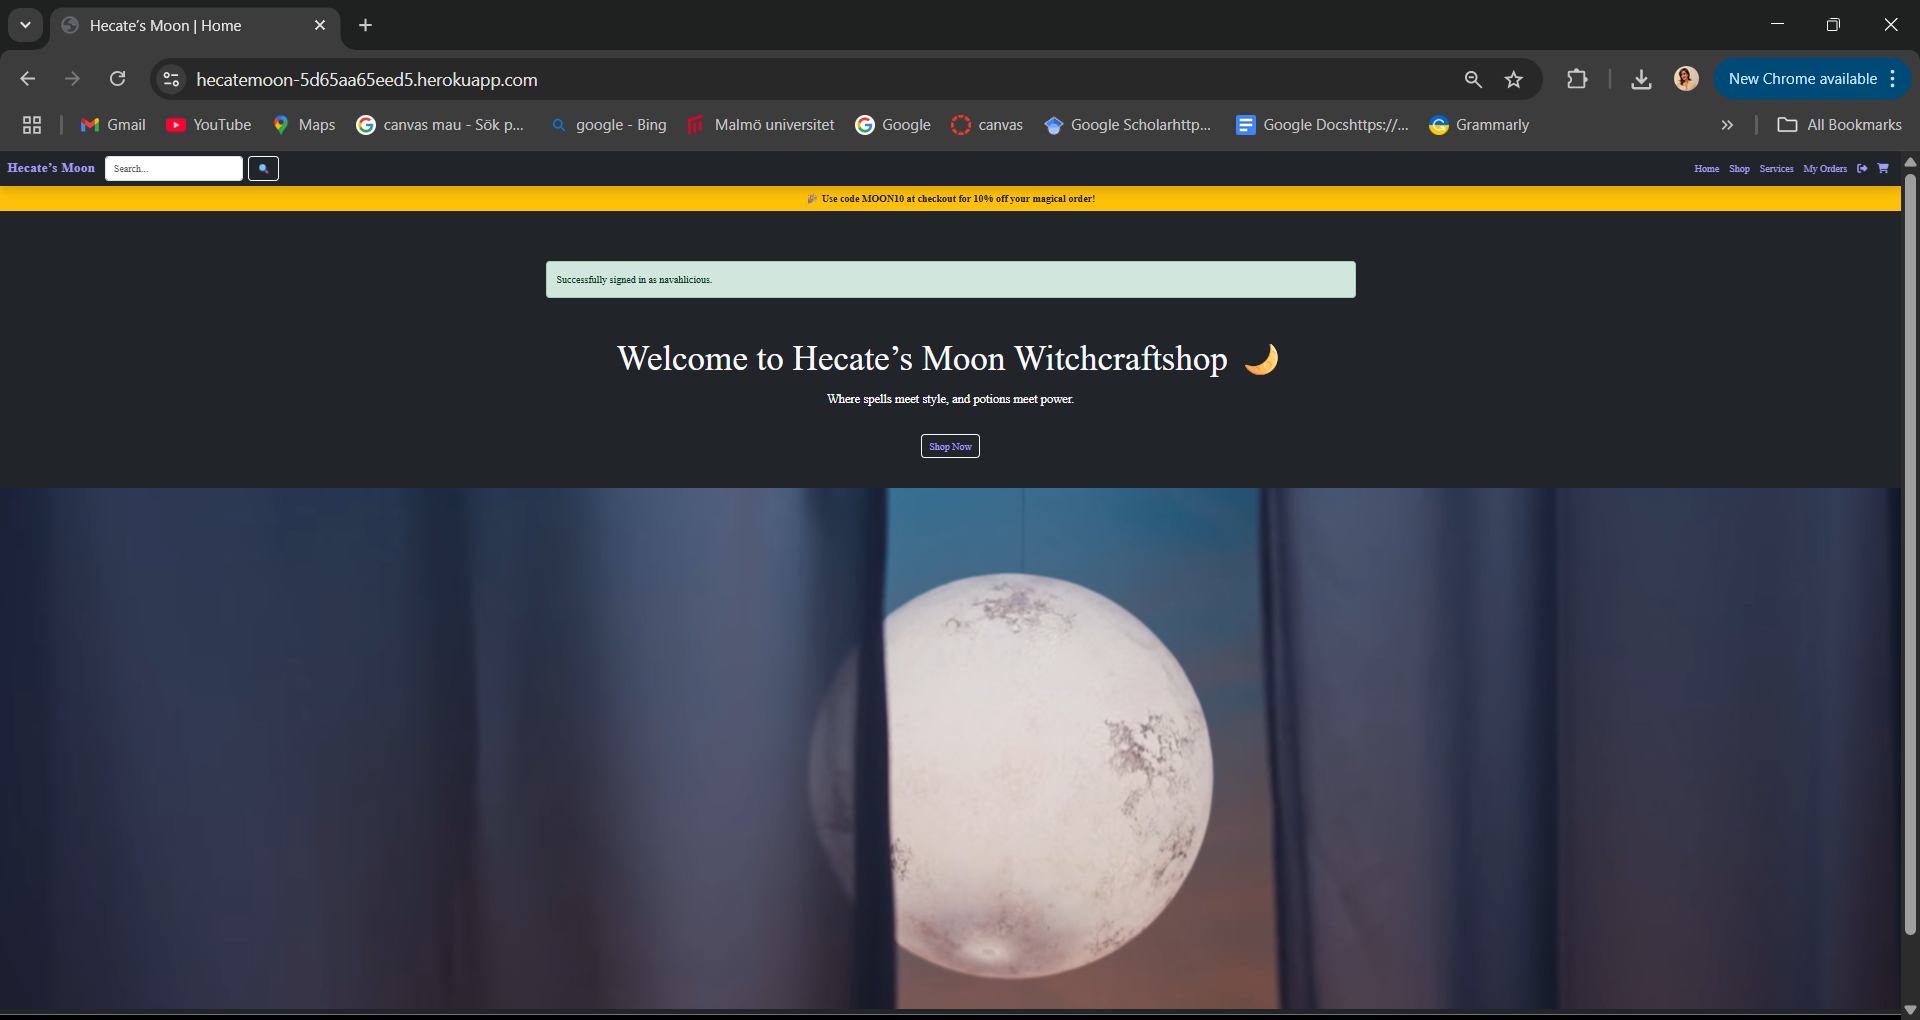 Hecate’s Moon | Home
hecatemoon-5d65aa65eed5.herokuapp.com
New Chrome available
Gmail
YouTube
Maps
canvas mau - Sök p...
google - Bing
Malmö universitet
Google
canvas
Google Scholarhttp...
Google Docshttps://...
Grammarly
All Bookmarks
Hecate’s Moon
Search...
Home
Shop
Services
My Orders
🎉 Use code MOON10 at checkout for 10% off your magical order!
Successfully signed in as navahlicious.
Welcome to Hecate’s Moon Witchcraftshop 🌙
Where spells meet style, and potions meet power.
Shop Now